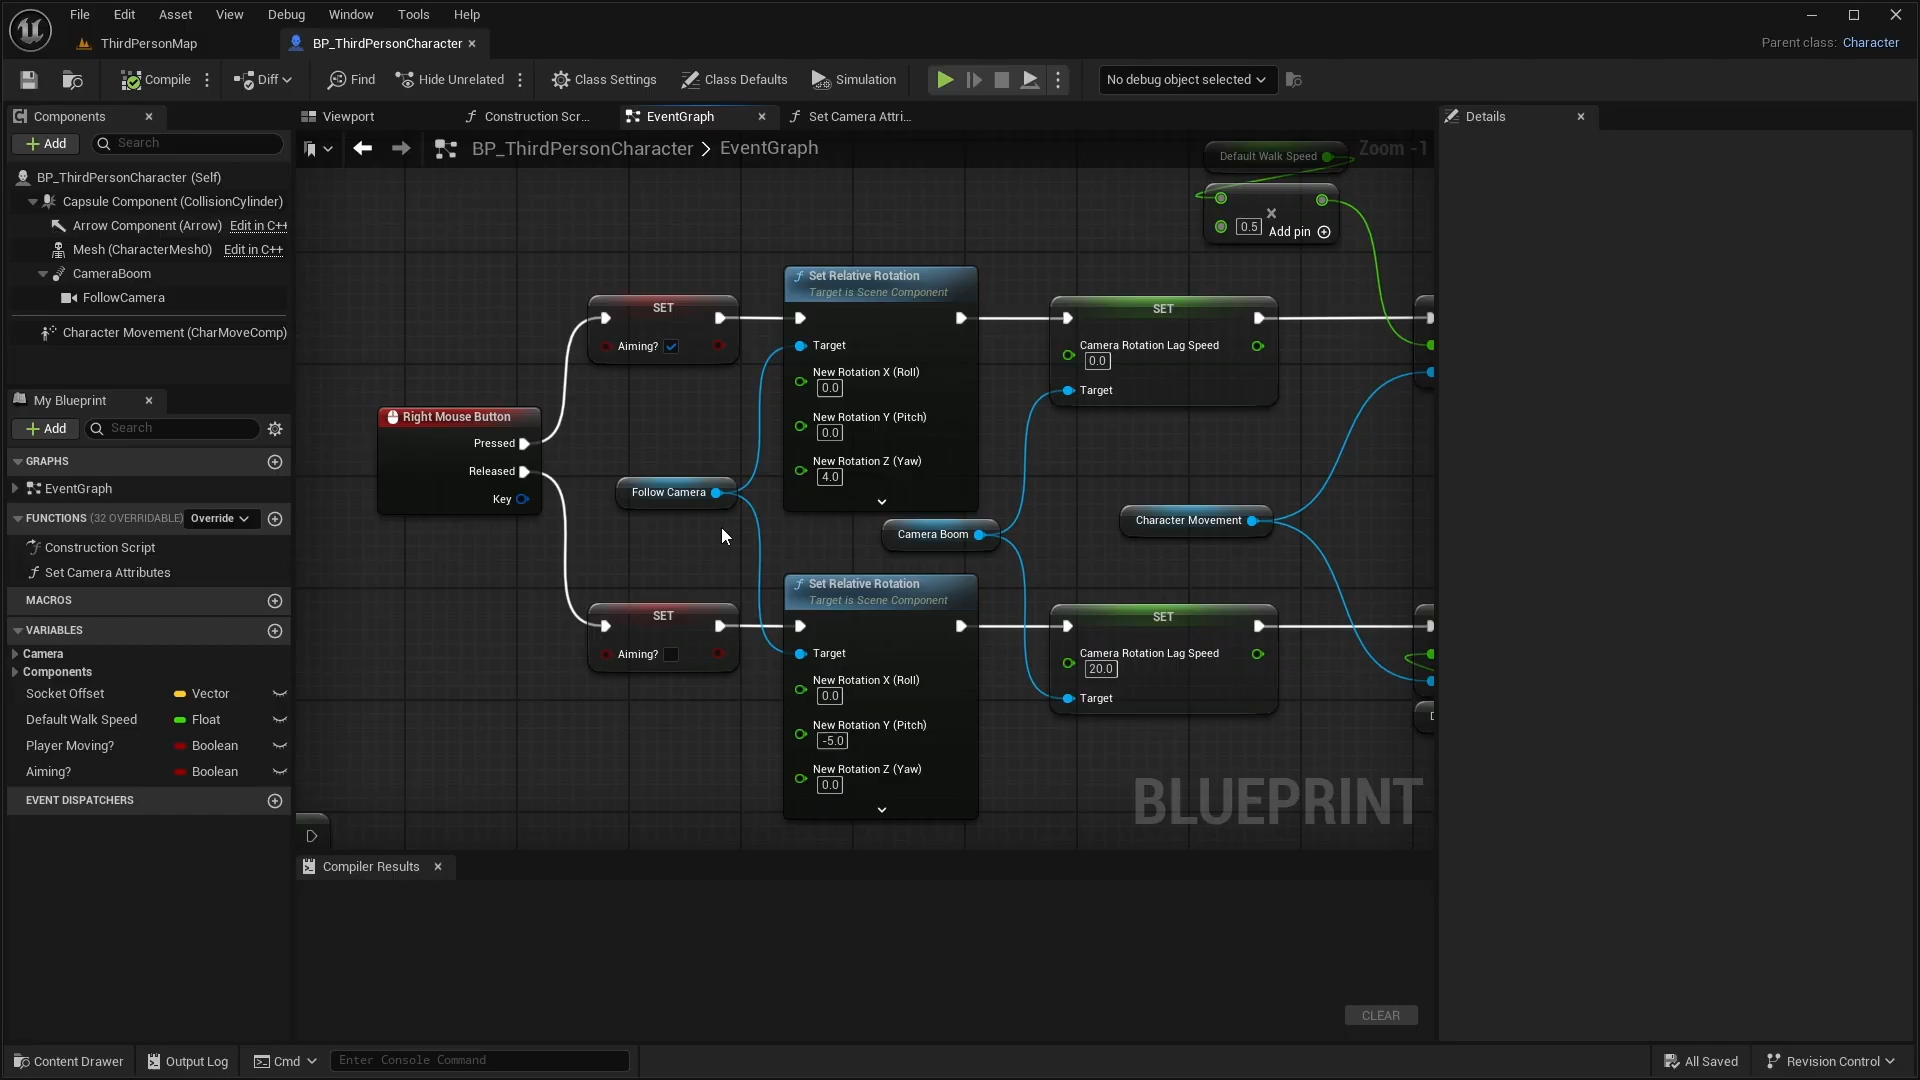 File Edit Asset View Debug Window Tools Help
ThirdPersonMap
BP_ThirdPersonCharacter
Parent class: Character
Compile
Diff
Find
Hide Unrelated
Class Settings
Class Defaults
Simulation
No debug object selected
Components
Add
Search
BP_ThirdPersonCharacter (Self)
Capsule Component (CollisionCylinder)
Arrow Component (Arrow) Edit in C++
Mesh (CharacterMesh0) Edit in C++
CameraBoom
FollowCamera
Character Movement (CharMoveComp)
My Blueprint
Add
Search
GRAPHS
EventGraph
FUNCTIONS (32 OVERRIDABLE) Override
Construction Script
Set Camera Attributes
MACROS
VARIABLES
Camera
Components
Socket Offset Vector
Default Walk Speed Float
Player Moving? Boolean
Aiming? Boolean
EVENT DISPATCHERS
Viewport
Construction Scr...
EventGraph
Set Camera Attri...
BP_ThirdPersonCharacter > EventGraph
Zoom -1
Default Walk Speed
0.5 Add pin
Right Mouse Button
Pressed
Released
Key
SET
Aiming?
Set Relative Rotation
Target is Scene Component
Target
New Rotation X (Roll)
0.0
New Rotation Y (Pitch)
0.0
New Rotation Z (Yaw)
4.0
SET
Camera Rotation Lag Speed
0.0
Target
Follow Camera
Camera Boom
Character Movement
SET
Aiming?
Set Relative Rotation
Target is Scene Component
Target
New Rotation X (Roll)
0.0
New Rotation Y (Pitch)
-5.0
New Rotation Z (Yaw)
0.0
SET
Camera Rotation Lag Speed
20.0
Target
BLUEPRINT
Compiler Results
CLEAR
Details
Content Drawer
Output Log
Cmd
Enter Console Command
All Saved
Revision Control